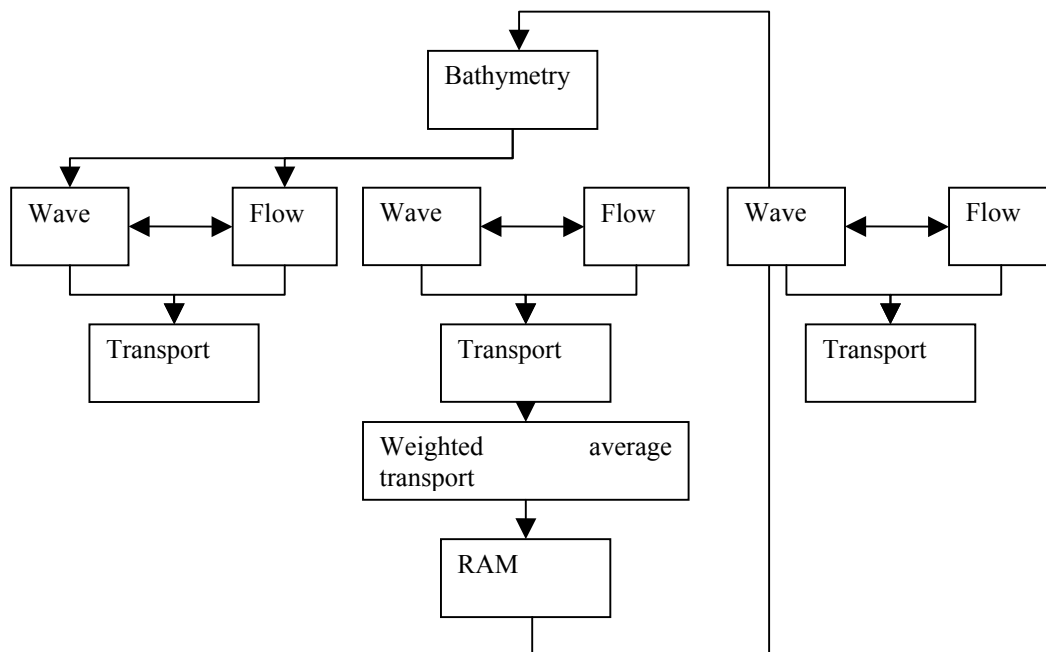 Bathymetry
Wave
Flow
Wave
Flow
Wave
Flow
Transport
Transport
Transport
Weighted average
transport
RAM